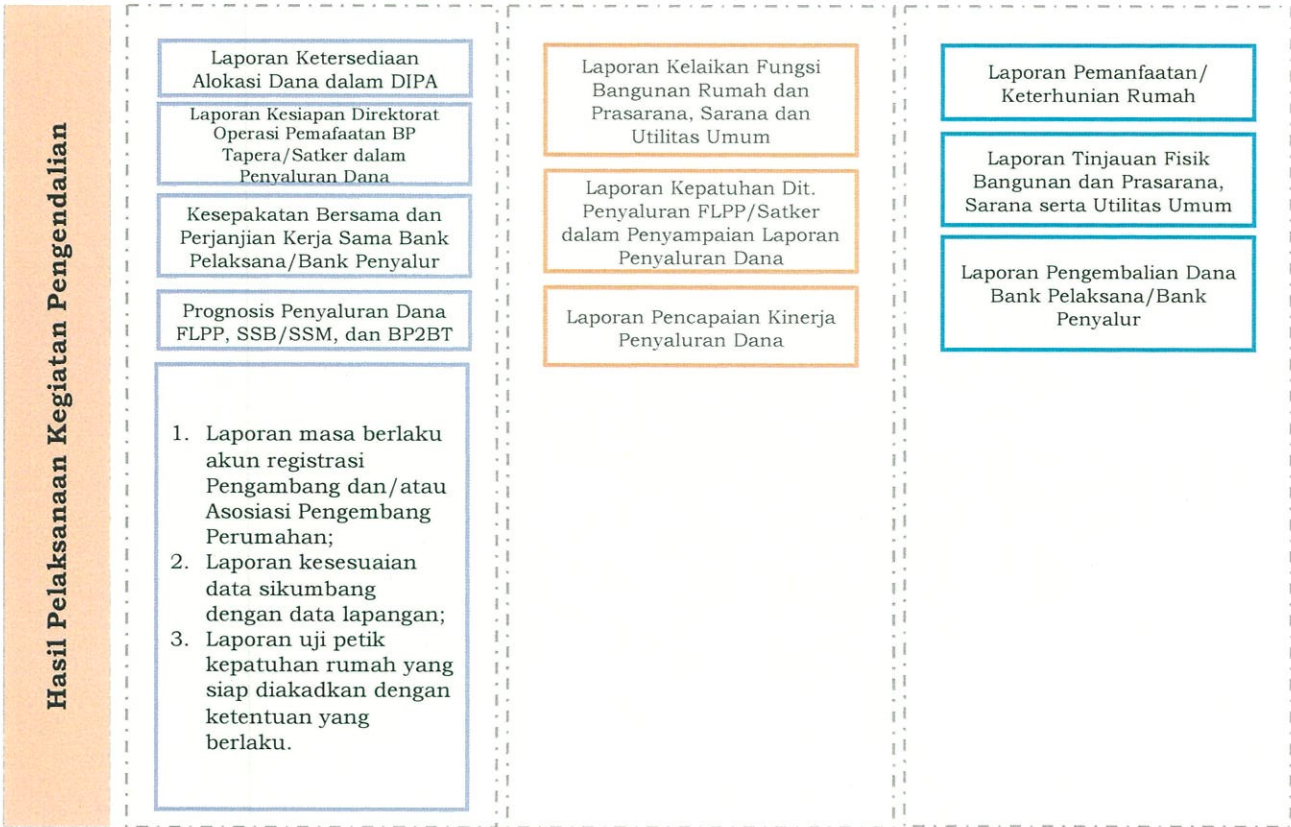 Hasil Pelaksanaan Kegiatan Pengendalian
Laporan Ketersediaan
Alokasi Dana dalam DIPA
Laporan Kesiapan Direktorat
Operasi Pemafaatan BP
Tapera/Satker dalam
Penyaluran Dana
Kesepakatan Bersama dan
Perjanjian Kerja Sama Bank
Pelaksana/Bank Penyalur
Prognosis Penyaluran Dana
FLPP, SSB/SSM, dan BP2BT
1. Laporan masa berlaku
akun registrasi
Pengambang dan/atau
Asosiasi Pengembang
Perumahan;
2. Laporan kesesuaian
data sikumbang
dengan data lapangan;
3. Laporan uji petik
kepatuhan rumah yang
siap diakadkan dengan
ketentuan yang
berlaku.
Laporan Kelaikan Fungsi
Bangunan Rumah dan
Prasarana, Sarana dan
Utilitas Umum
Laporan Kepatuhan Dit.
Penyaluran FLPP/Satker
dalam Penyampaian Laporan
Penyaluran Dana
Laporan Pencapaian Kinerja
Penyaluran Dana
Laporan Pemanfaatan/
Keterhunian Rumah
Laporan Tinjauan Fisik
Bangunan dan Prasarana,
Sarana serta Utilitas Umum
Laporan Pengembalian Dana
Bank Pelaksana/Bank
Penyalur